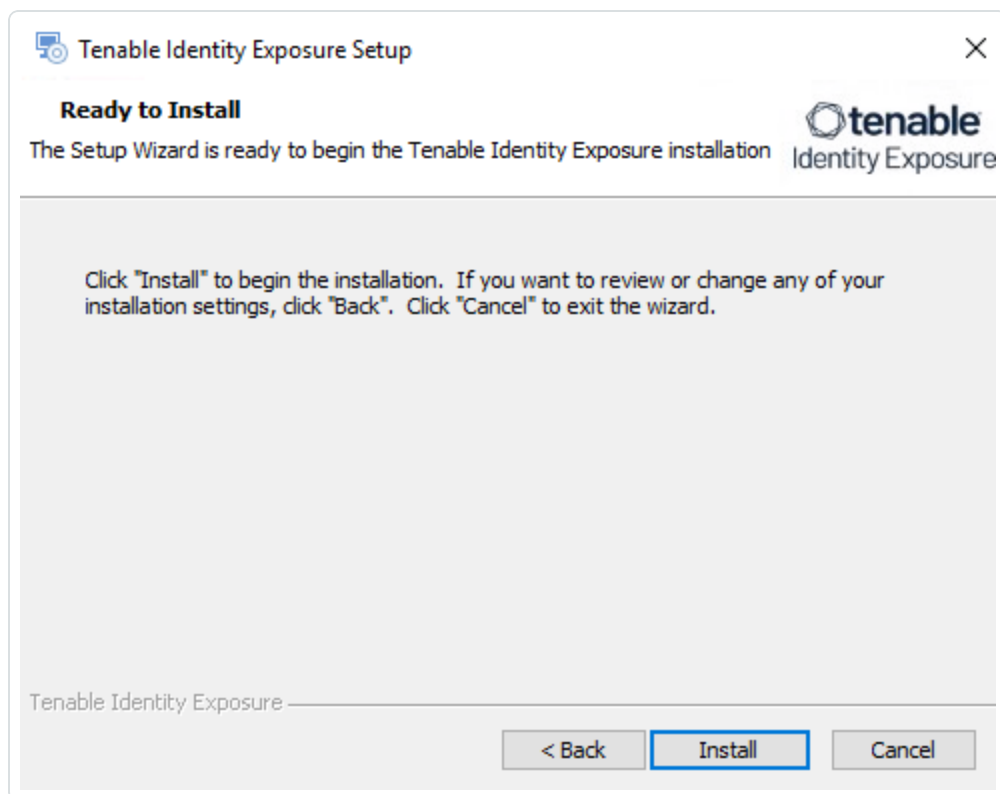 Tenable Identity Exposure Setup
Ready to Install
The Setup Wizard is ready to begin the Tenable Identity Exposure installation
tenable
Identity Exposure
Click "Install" to begin the installation. If you want to review or change any of your
installation settings, click "Back". Click "Cancel" to exit the wizard.
Tenable Identity Exposure
< Back
Install
Cancel